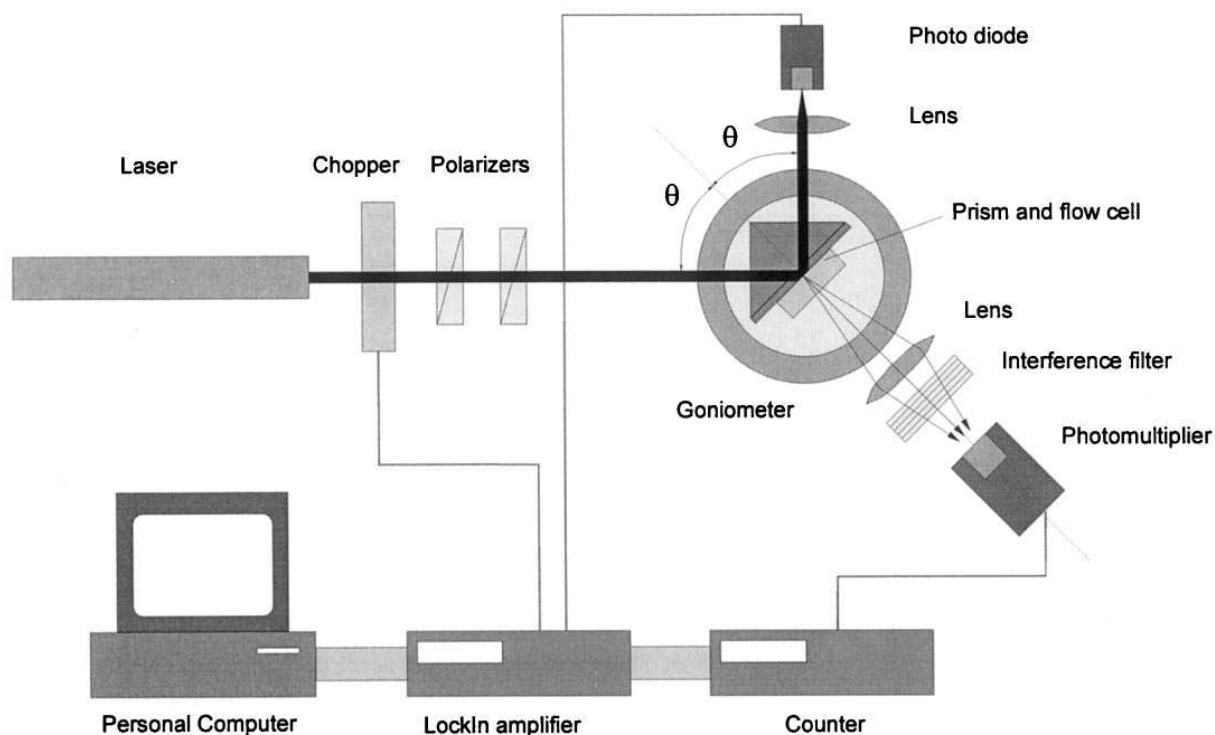 Photo diode
Lens
θ
Laser
Chopper
Polarizers
θ
Prism and flow cell
Lens
Interference filter
Goniometer
Photomultiplier
Personal Computer
LockIn amplifier
Counter